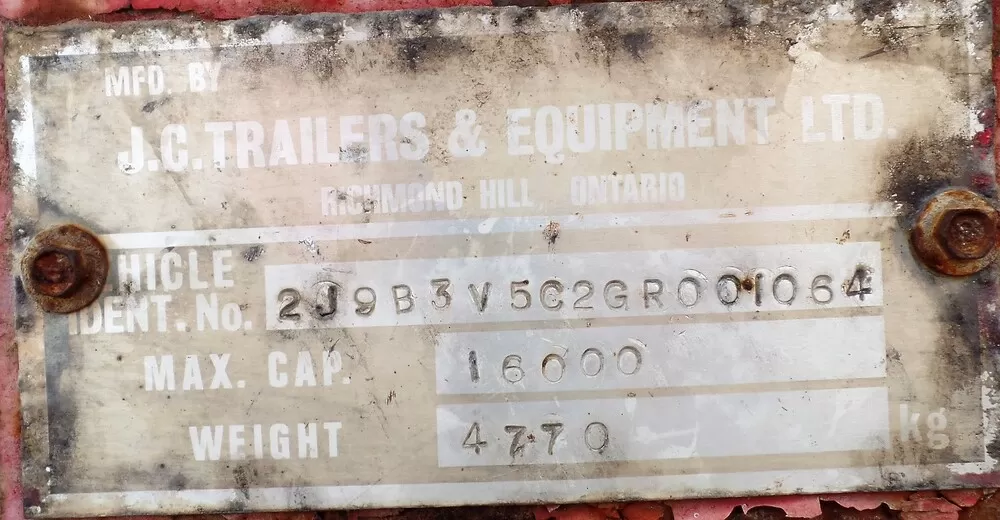 MFD. BY
J.C. TRAILERS & EQUIPMENT LTD.
RICHMOND HILL, ONTARIO
HICLE
IDENT. No. 2J9B3V5C2GR001064
MAX. CAP. 16000
WEIGHT 4770 kg